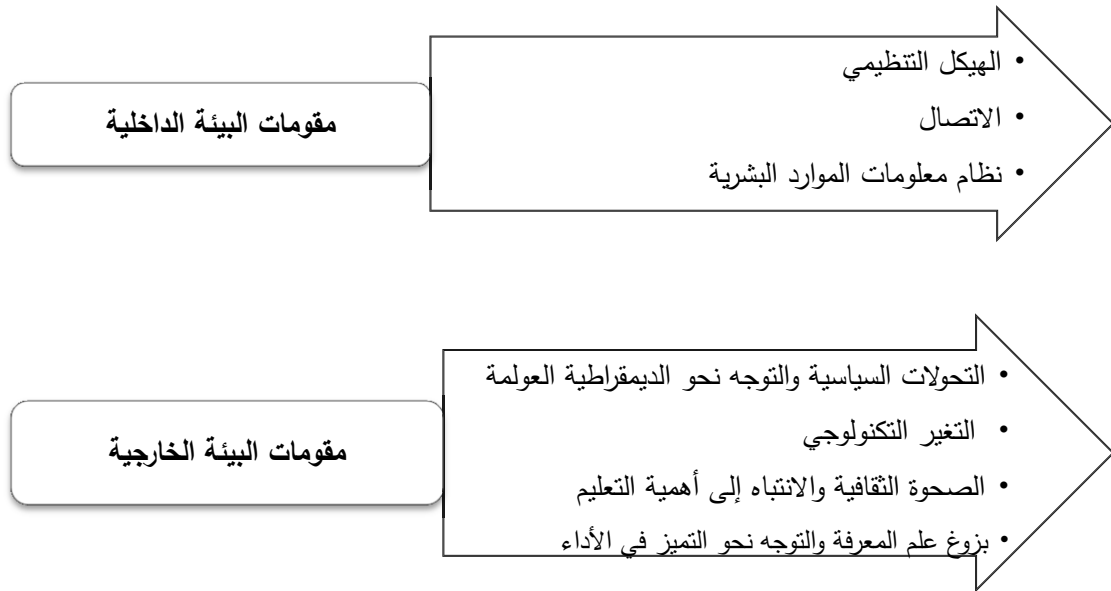 مقومات البيئة الداخلية
• الهيكل التنظيمي
• الاتصال
• نظام معلومات الموارد البشرية
مقومات البيئة الخارجية
• التحولات السياسية والتوجه نحو الديمقراطية العولمة
• التغير التكنولوجي
• الصحوة الثقافية والانتباه إلى أهمية التعليم
• بزوغ علم المعرفة والتوجه نحو التميز في الأداء